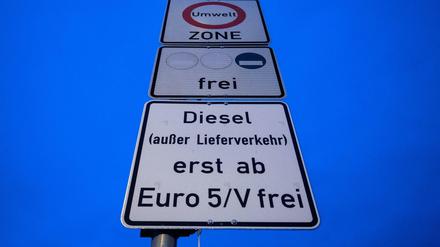 Umwelt
ZONE
frei
Diesel
(außer Lieferverkehr)
erst ab
Euro 5/V frei